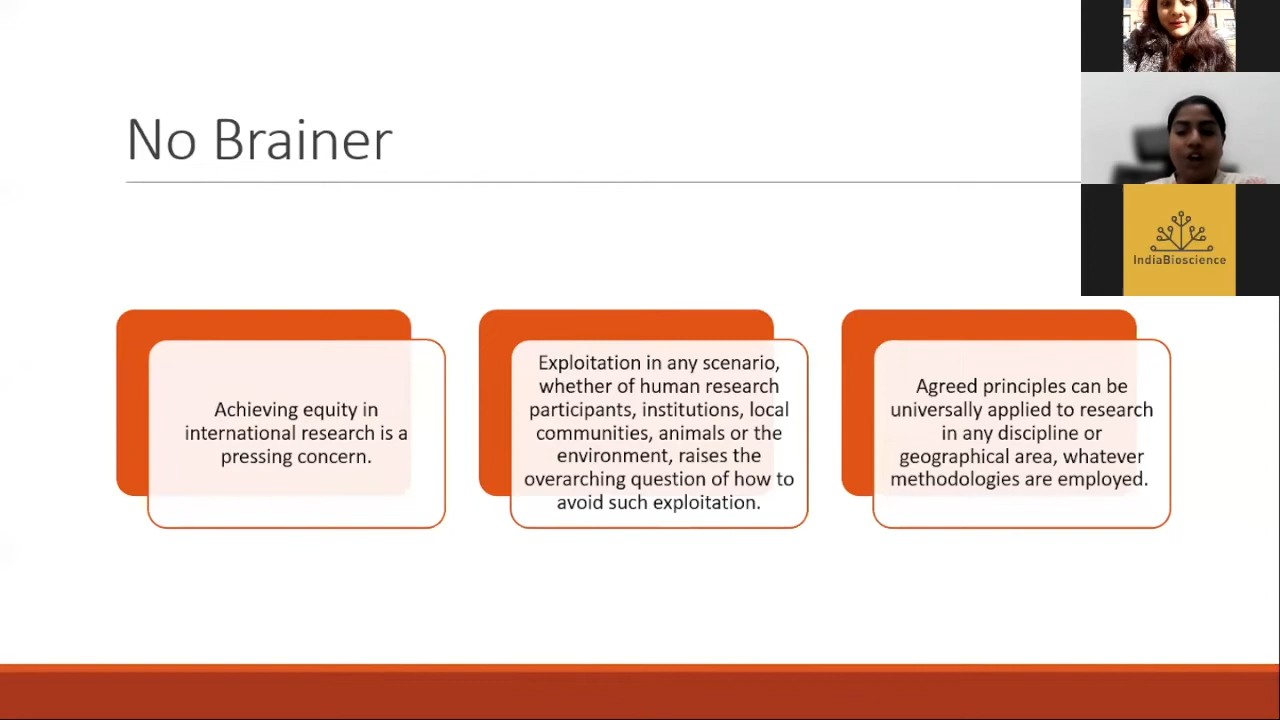 No Brainer
Achieving equity in
international research is a
pressing concern.
Exploitation in any scenario,
whether of human research
participants, institutions, local
communities, animals or the
environment, raises the
overarching question of how to
avoid such exploitation.
Agreed principles can be
universally applied to research
in any discipline or
geographical area, whatever
methodologies are employed.
IndiaBioscience